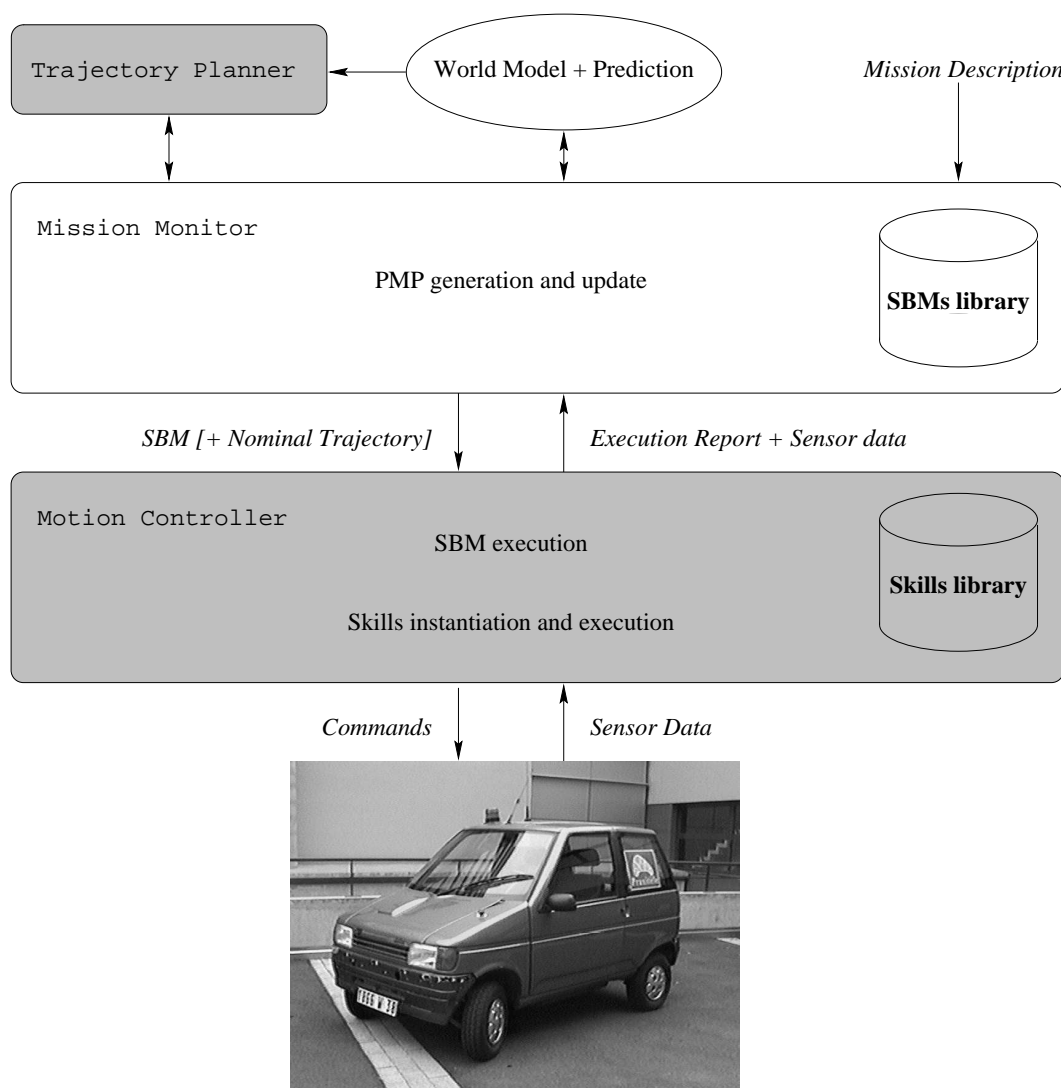 Trajectory Planner
World Model + Prediction
Mission Description
Mission Monitor
PMP generation and update
SBMs library
SBM [+ Nominal Trajectory]
Execution Report + Sensor data
Motion Controller
SBM execution
Skills library
Skills instantiation and execution
Commands
Sensor Data
Praxitele